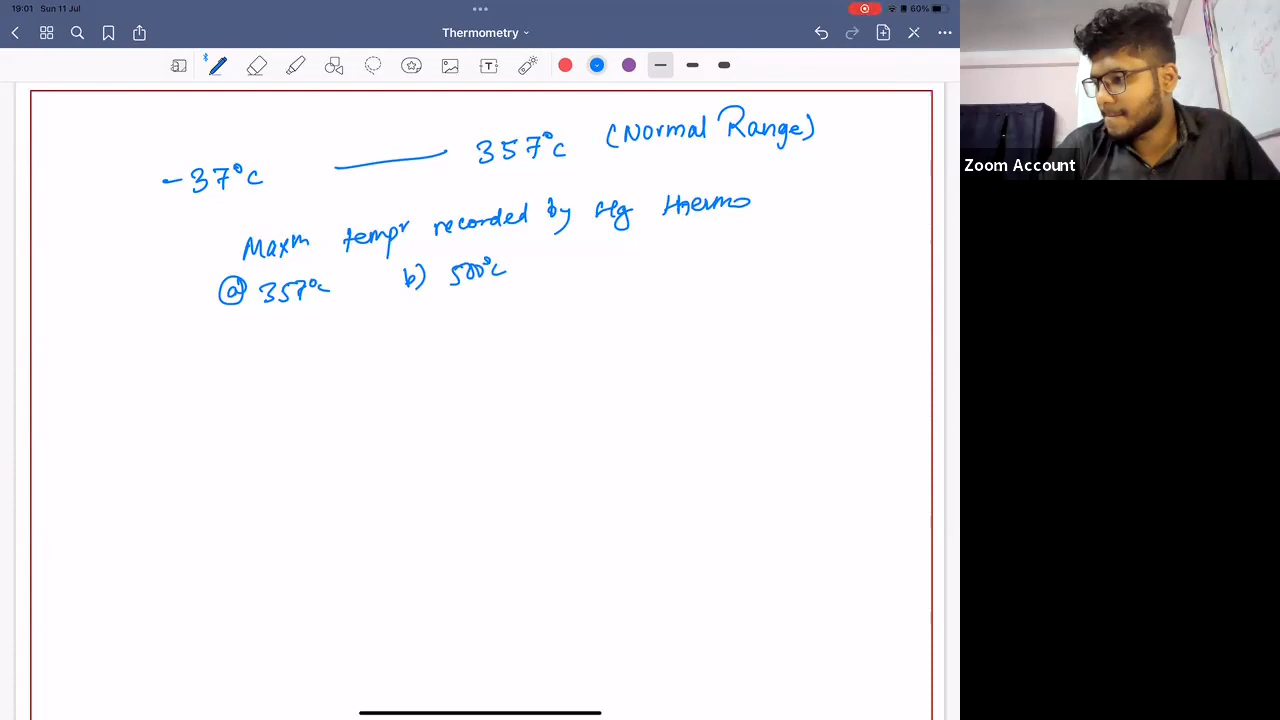 19:01 Sun 11 Jul
60%
Thermometry
-37°C — 357°C (Normal Range)
Maxm tempr recorded by Hg thermo
a) 357°C b) 500°C
Zoom Account